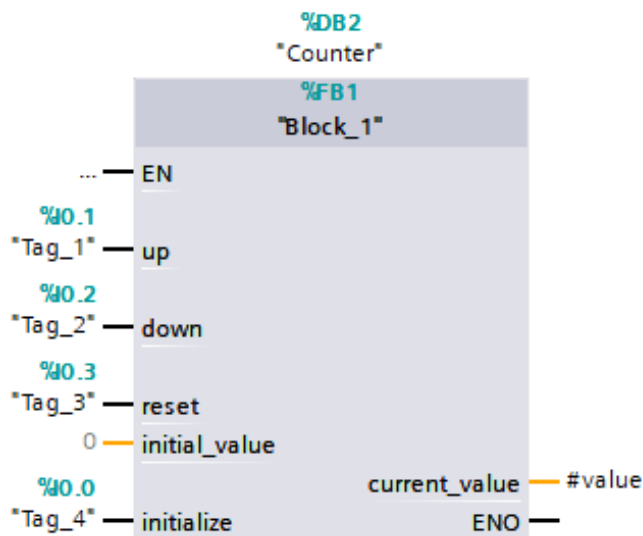 %DB2
"Counter"
%FB1
"Block_1"
... EN
%I0.1
"Tag_1" up
%I0.2
"Tag_2" down
%I0.3
"Tag_3" reset
0 initial_value
current_value #value
%I0.0
"Tag_4" initialize ENO